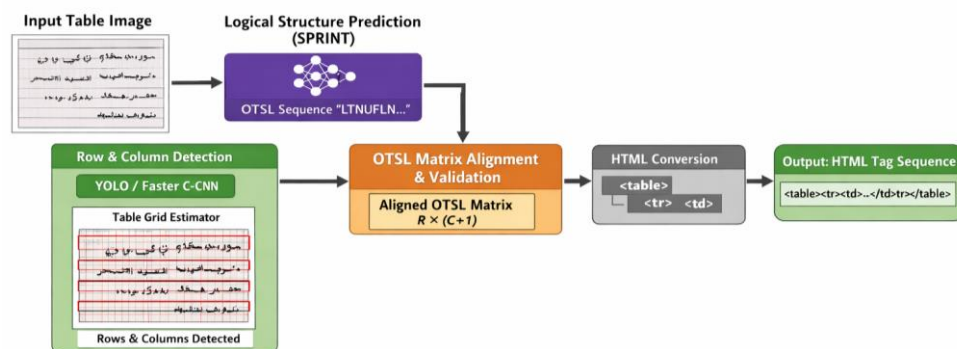 Input Table Image
Logical Structure Prediction
(SPRINT)
OTSL Sequence “LTNUFLN...”
Row & Column Detection
YOLO / Faster C-CNN
Table Grid Estimator
Rows & Columns Detected
OTSL Matrix Alignment
& Validation
Aligned OTSL Matrix
R × (C+1)
HTML Conversion
<table>
<tr> <td>
Output: HTML Tag Sequence
<table><tr><td>...</td>tr></table>